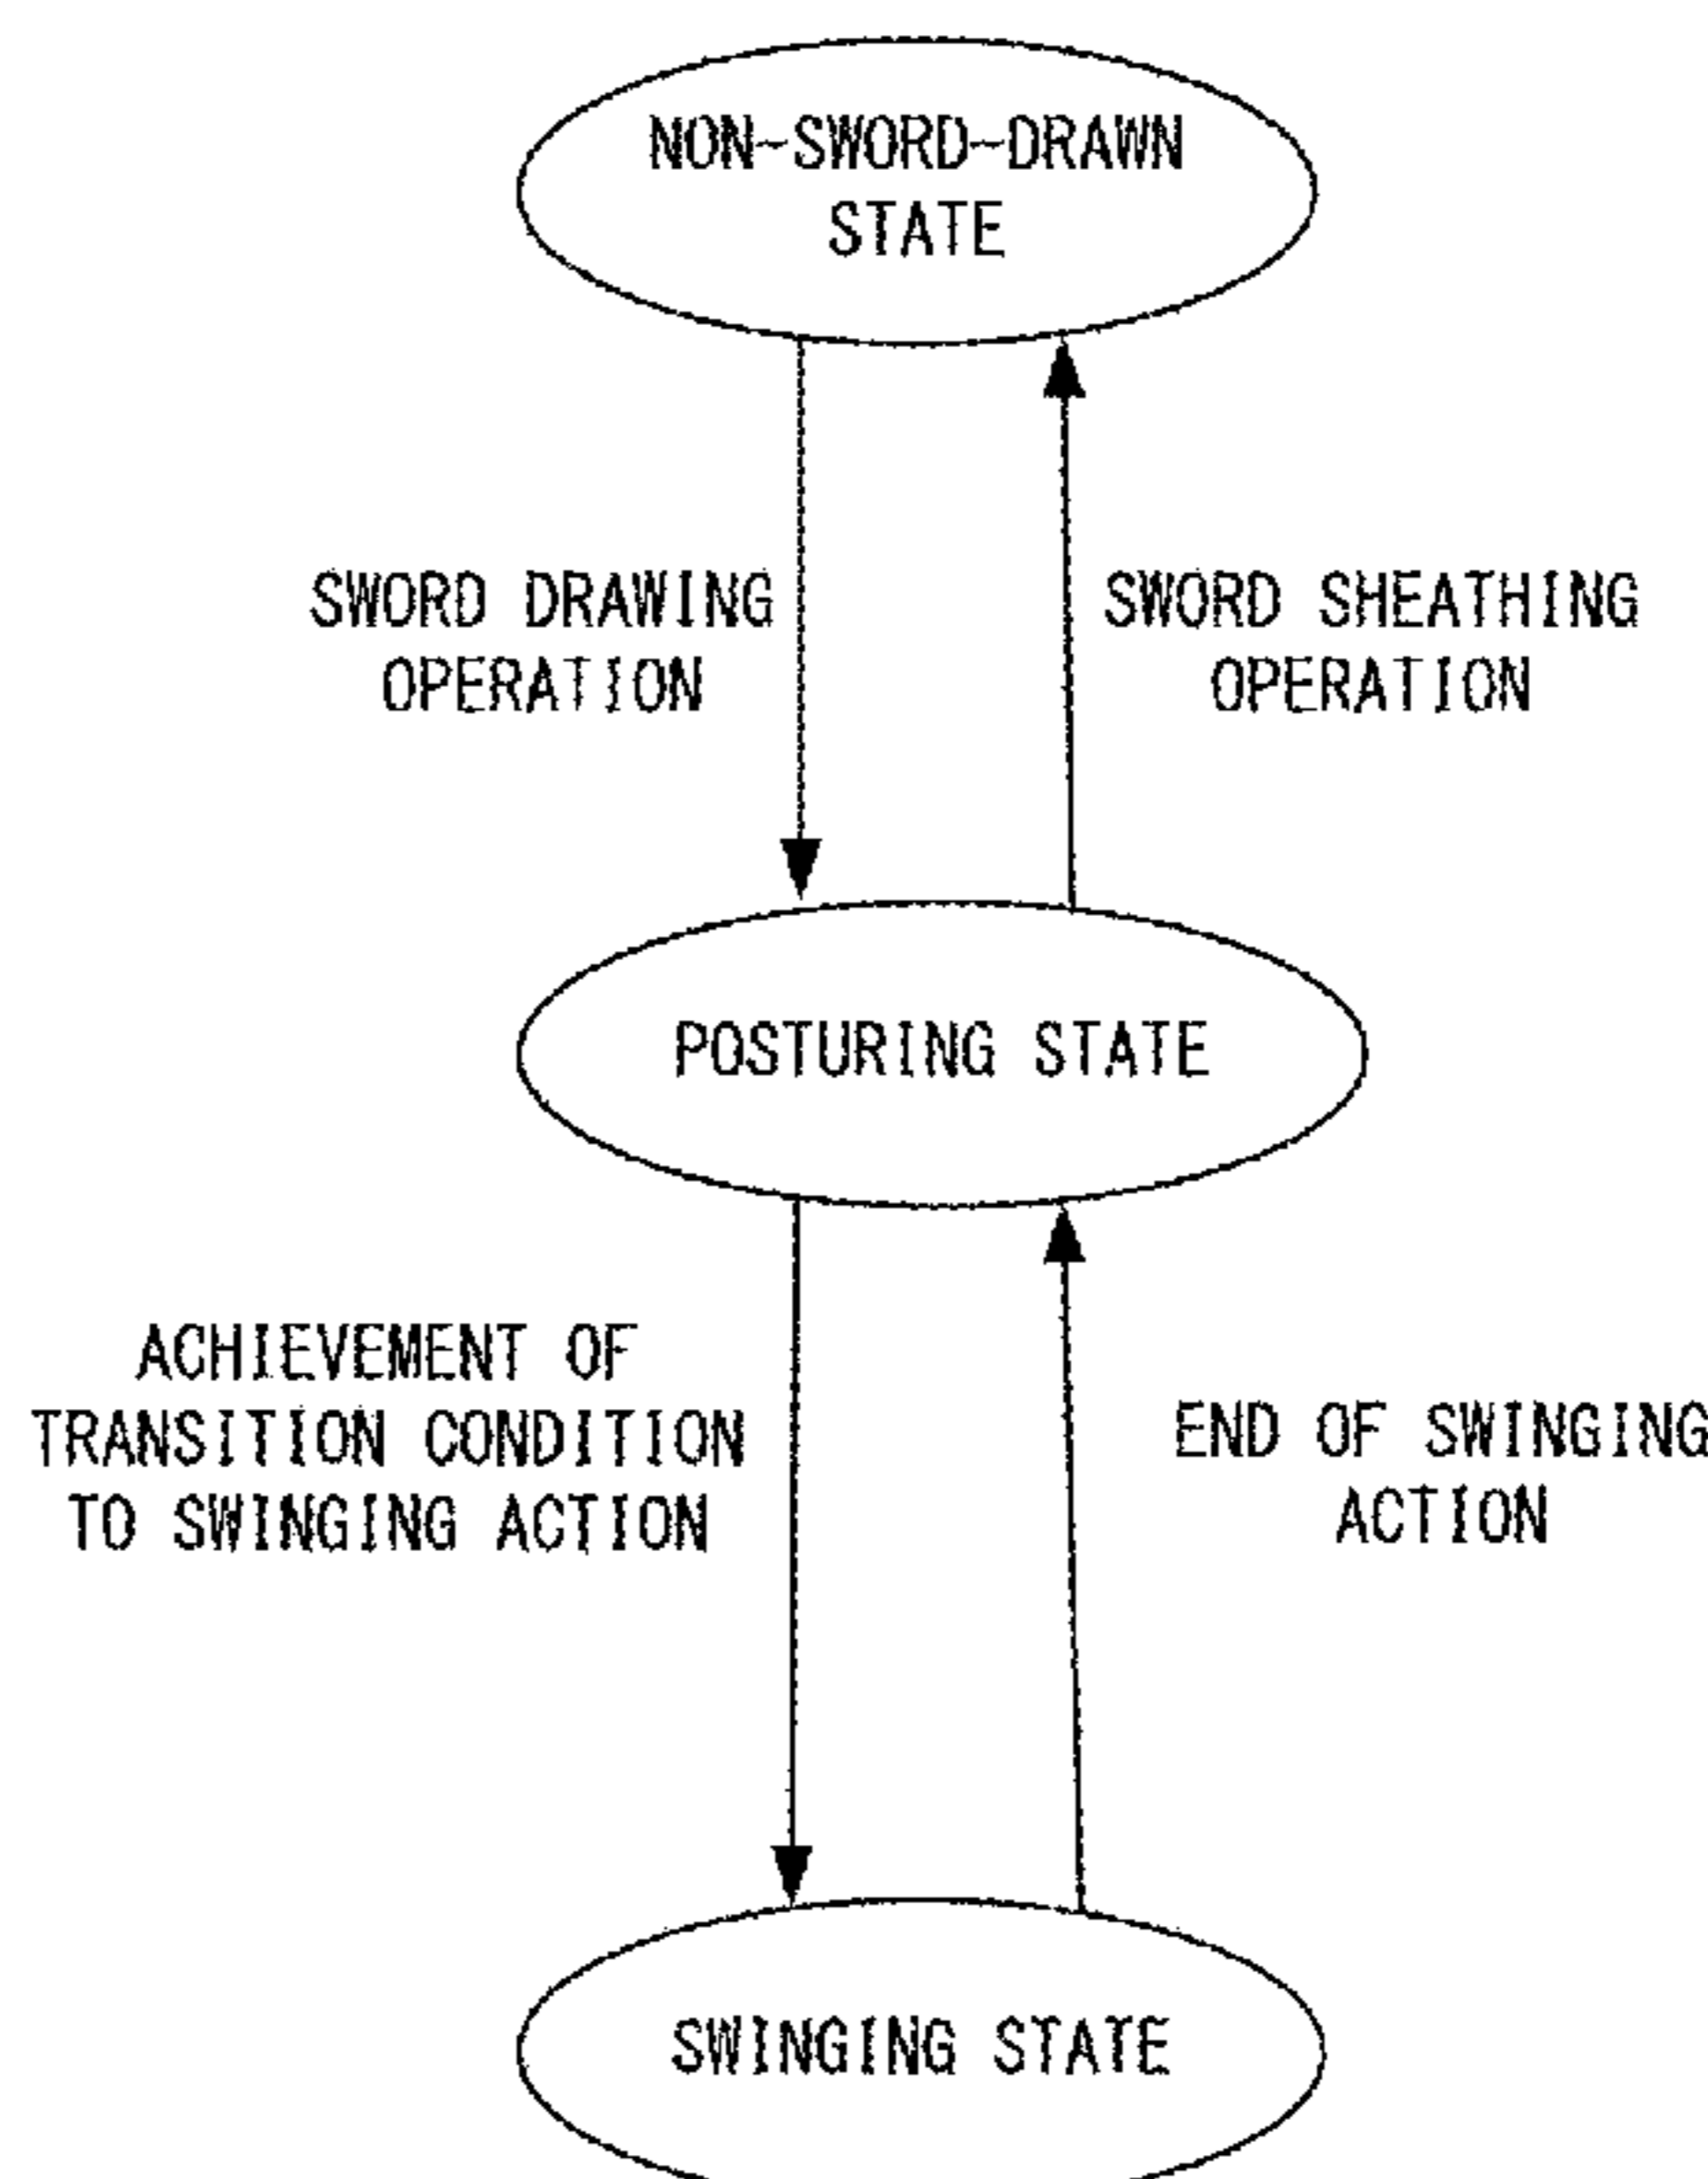 NON-SWORD-DRAWN
STATE
SWORD DRAWING
OPERATION
SWORD SHEATHING
OPERATION
POSTURING STATE
ACHIEVEMENT OF
TRANSITION CONDITION
TO SWINGING ACTION
END OF SWINGING
ACTION
SWINGING STATE